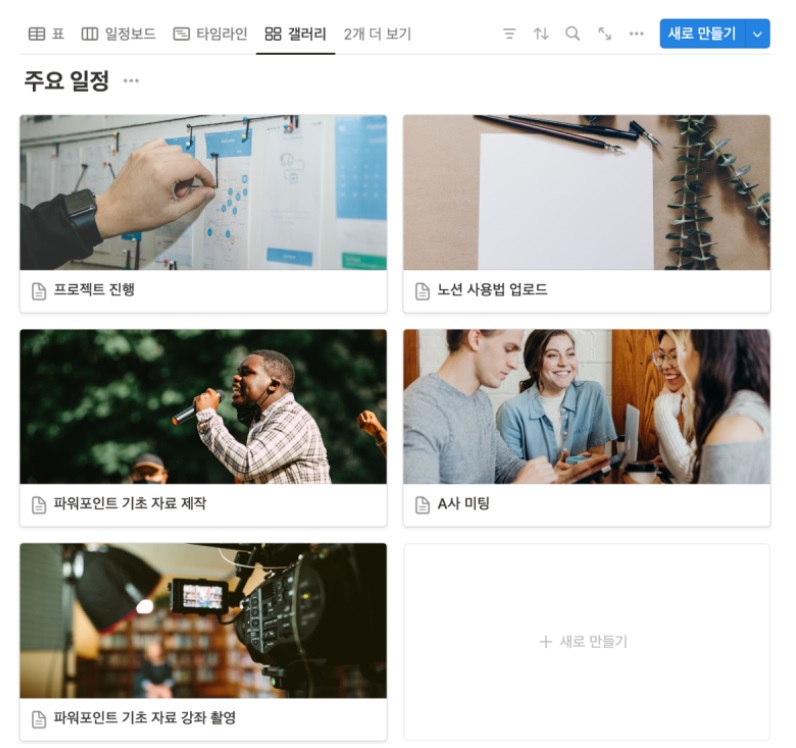 표 일정보드 타임라인 갤러리 2개 더 보기 새로 만들기
주요 일정
프로젝트 진행 노션 사용법 업로드
파워포인트 기초 자료 제작 A사 미팅
+ 새로 만들기
파워포인트 기초 자료 강좌 촬영